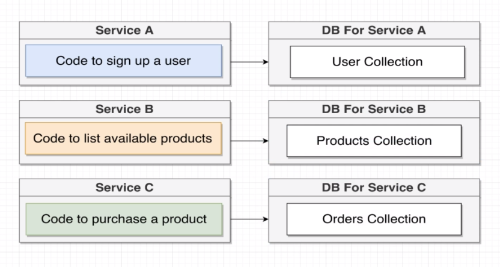 Service A
DB For Service A
Code to sign up a user
User Collection
Service B
DB For Service B
Code to list available products
Products Collection
Service C
DB For Service C
Code to purchase a product
Orders Collection